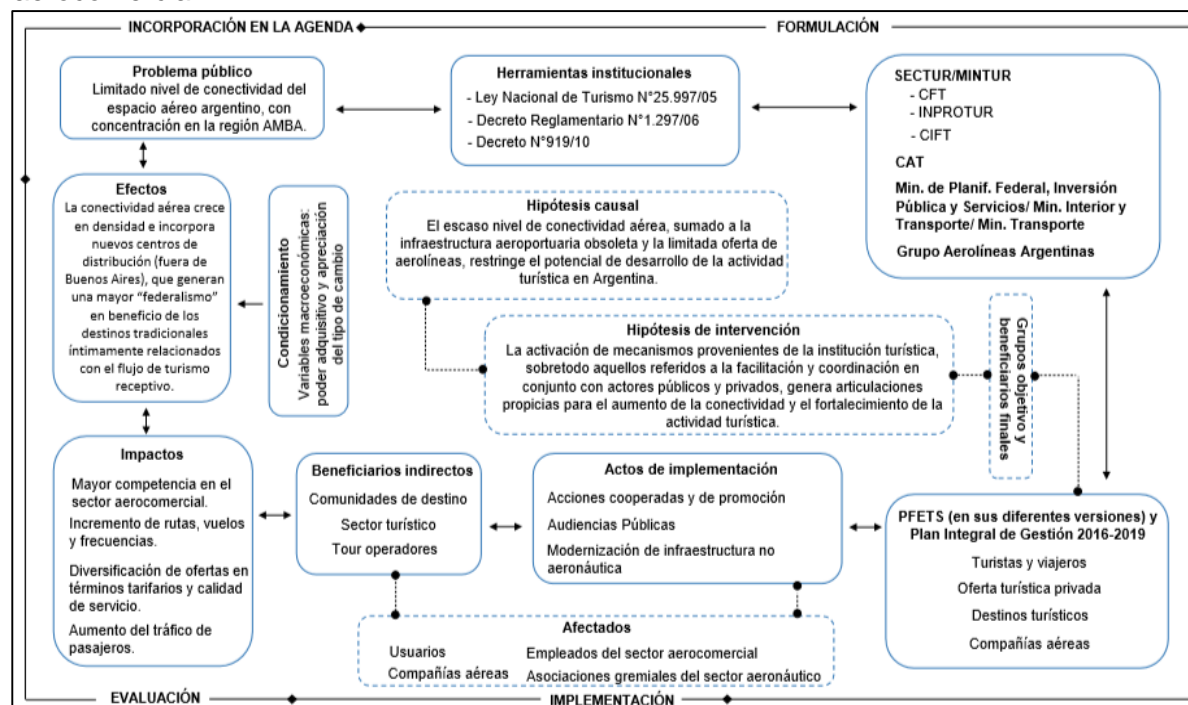 INCORPORACIÓN EN LA AGENDA
FORMULACIÓN
Problema público
Limitado nivel de conectividad del
espacio aéreo argentino, con
concentración en la región AMBA.
Herramientas institucionales
- Ley Nacional de Turismo N°25.997/05
- Decreto Reglamentario N°1.297/06
- Decreto N°919/10
SECTUR/MINTUR
- CFT
- INPROTUR
- CIFT
CAT
Min. de Planif. Federal, Inversión
Pública y Servicios/ Min. Interior y
Transporte/ Min. Transporte
Grupo Aerolíneas Argentinas
Efectos
La conectividad aérea crece
en densidad e incorpora
nuevos centros de
distribución (fuera de
Buenos Aires), que generan
una mayor “federalismo”
en beneficio de los
destinos tradicionales
íntimamente relacionados
con el flujo de turismo
receptivo.
Condicionamiento
Variables macroeconómicas:
poder adquisitivo y apreciación
del tipo de cambio
Hipótesis causal
El escaso nivel de conectividad aérea, sumado a la
infraestructura aeroportuaria obsoleta y la limitada oferta de
aerolíneas, restringe el potencial de desarrollo de la actividad
turística en Argentina.
Hipótesis de intervención
La activación de mecanismos provenientes de la institución turística,
sobretodo aquellos referidos a la facilitación y coordinación en
conjunto con actores públicos y privados, genera articulaciones
propicias para el aumento de la conectividad y el fortalecimiento de la
actividad turística.
Grupos objetivo y
beneficiarios finales
Impactos
Mayor competencia en el
sector aerocomercial.
Incremento de rutas, vuelos
y frecuencias.
Diversificación de ofertas en
términos tarifarios y calidad
de servicio.
Aumento del tráfico de
pasajeros.
Beneficiarios indirectos
Comunidades de destino
Sector turístico
Tour operadores
Actos de implementación
Acciones cooperadas y de promoción
Audiencias Públicas
Modernización de infraestructura no
aeronáutica
PFETS (en sus diferentes versiones) y
Plan Integral de Gestión 2016-2019
Turistas y viajeros
Oferta turística privada
Destinos turísticos
Compañías aéreas
Afectados
Usuarios
Empleados del sector aerocomercial
Compañías aéreas
Asociaciones gremiales del sector aeronáutico
EVALUACIÓN
IMPLEMENTACIÓN